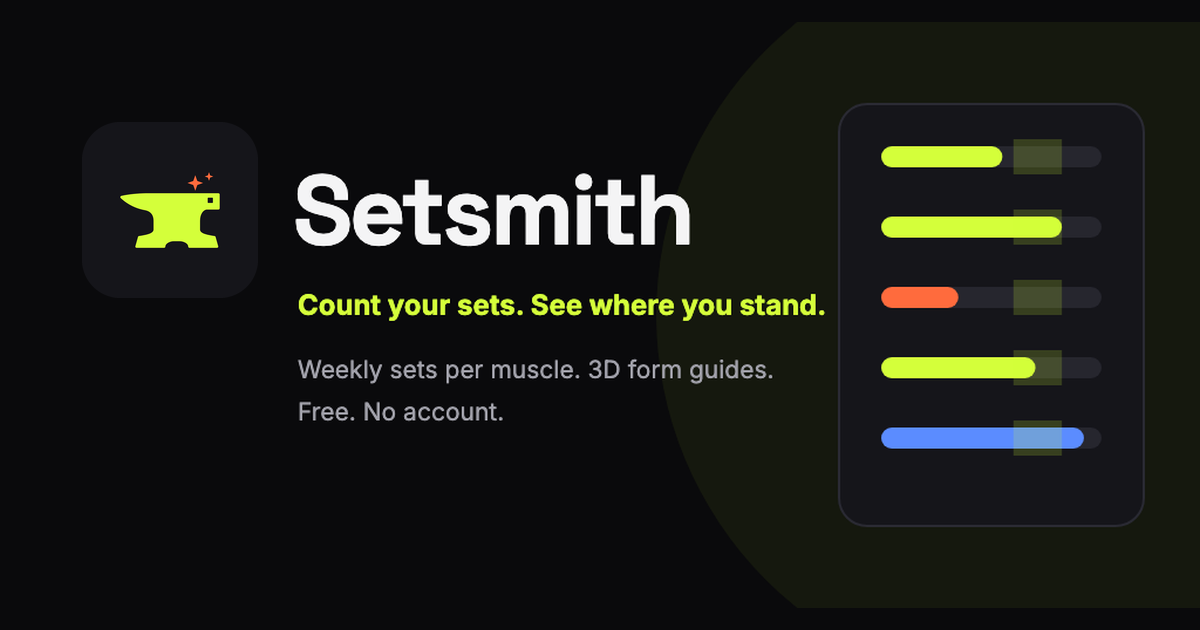 Setsmith
Count your sets. See where you stand.
Weekly sets per muscle. 3D form guides.
Free. No account.